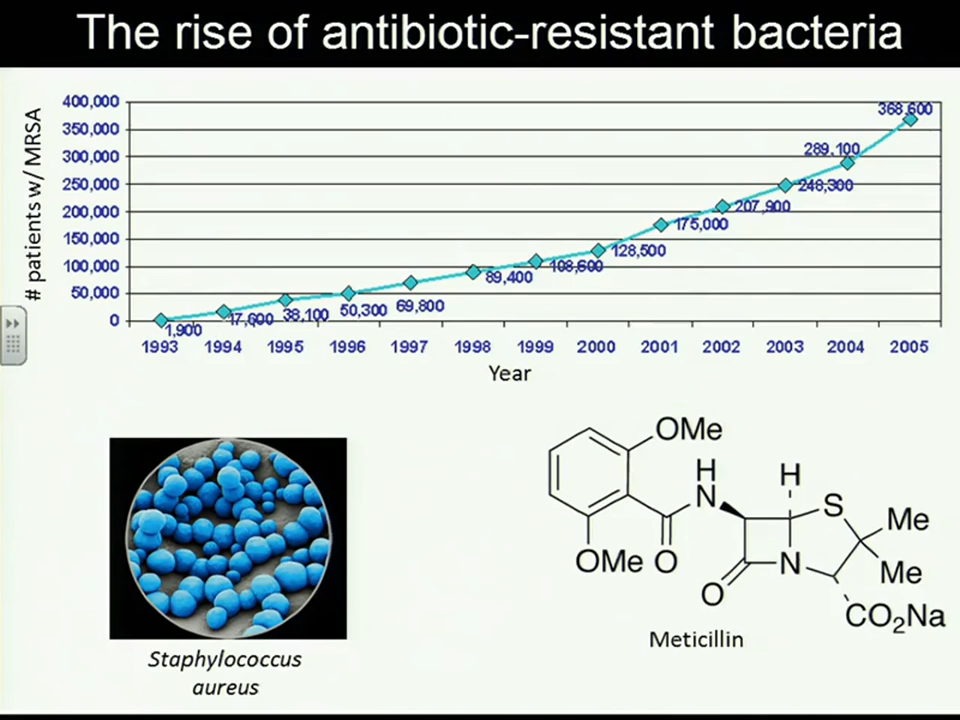 The rise of antibiotic-resistant bacteria
# patients w/ MRSA
400,000
350,000
300,000
250,000
200,000
150,000
100,000
50,000
0
1,900
17,600
38,100
50,300
69,800
89,400
108,600
128,500
175,000
207,900
248,300
289,100
368,600
1993 1994 1995 1996 1997 1998 1999 2000 2001 2002 2003 2004 2005
Year
OMe
H
N
H
S
Me
OMe O
N
Me
O
CO₂Na
Meticillin
Staphylococcus
aureus